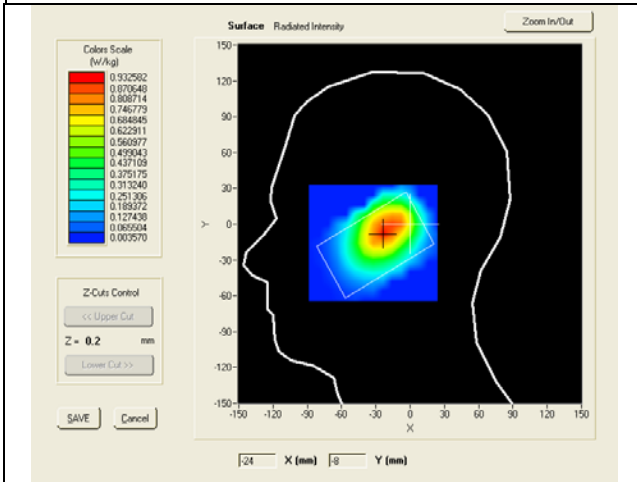 Surface Radiated Intensity
Zoom In/Out
Colors Scale
(W/kg)
0.932582
0.870648
0.808714
0.746779
0.684845
0.622911
0.560977
0.499043
0.437109
0.375175
0.313240
0.251306
0.189372
0.127438
0.065504
0.003570
Z-Cuts Control
<< Upper Cut
Z = 0.2 mm
Lower Cut >>
SAVE Cancel
150
120
90
60
30
0
-30
-60
-90
-120
-150
Y
-150 -120 -90 -60 -30 0 30 60 90 120 150
X
-24 X (mm) -8 Y (mm)